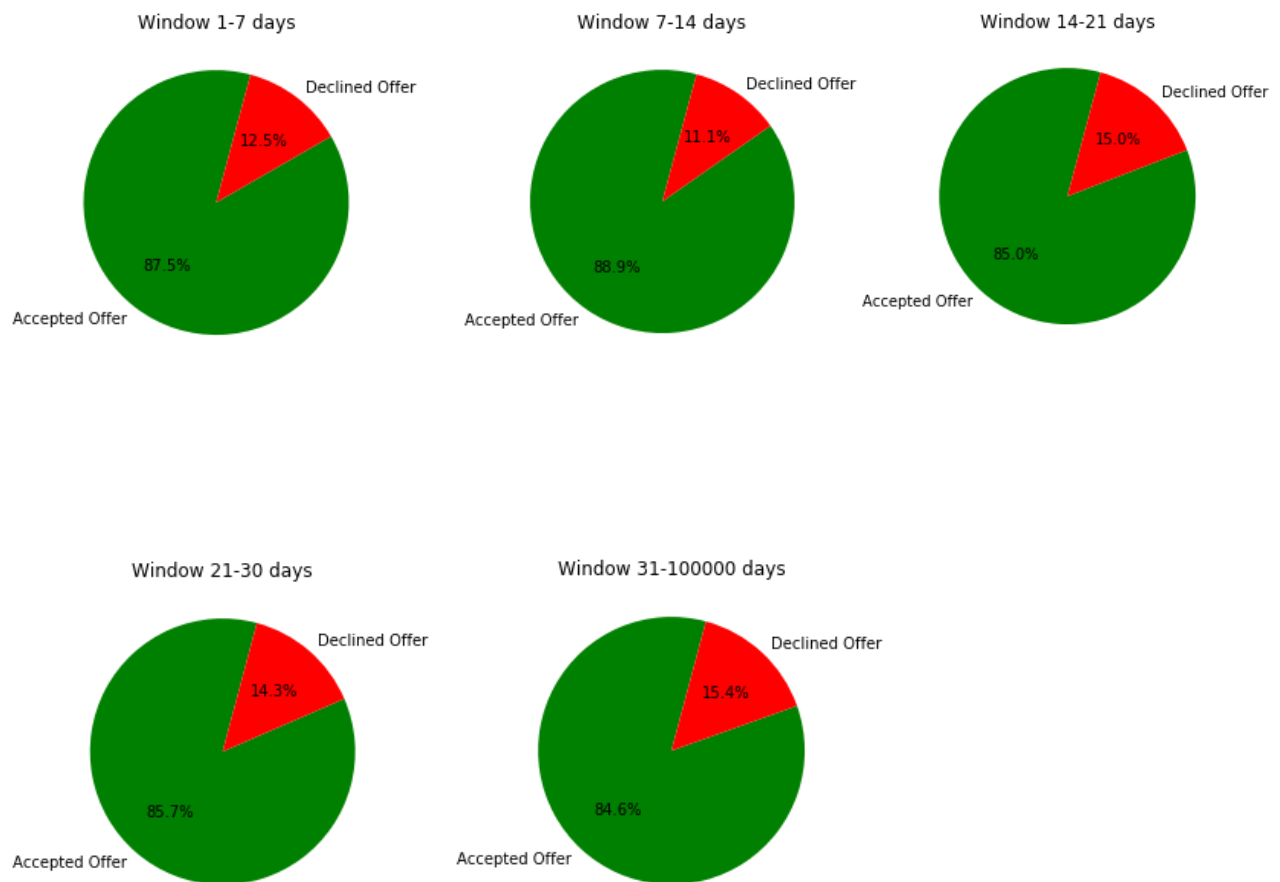 Window 1-7 days
Declined Offer
12.5%
87.5%
Accepted Offer
Window 7-14 days
Declined Offer
11.1%
88.9%
Accepted Offer
Window 14-21 days
Declined Offer
15.0%
85.0%
Accepted Offer
Window 21-30 days
Declined Offer
14.3%
85.7%
Accepted Offer
Window 31-100000 days
Declined Offer
15.4%
84.6%
Accepted Offer